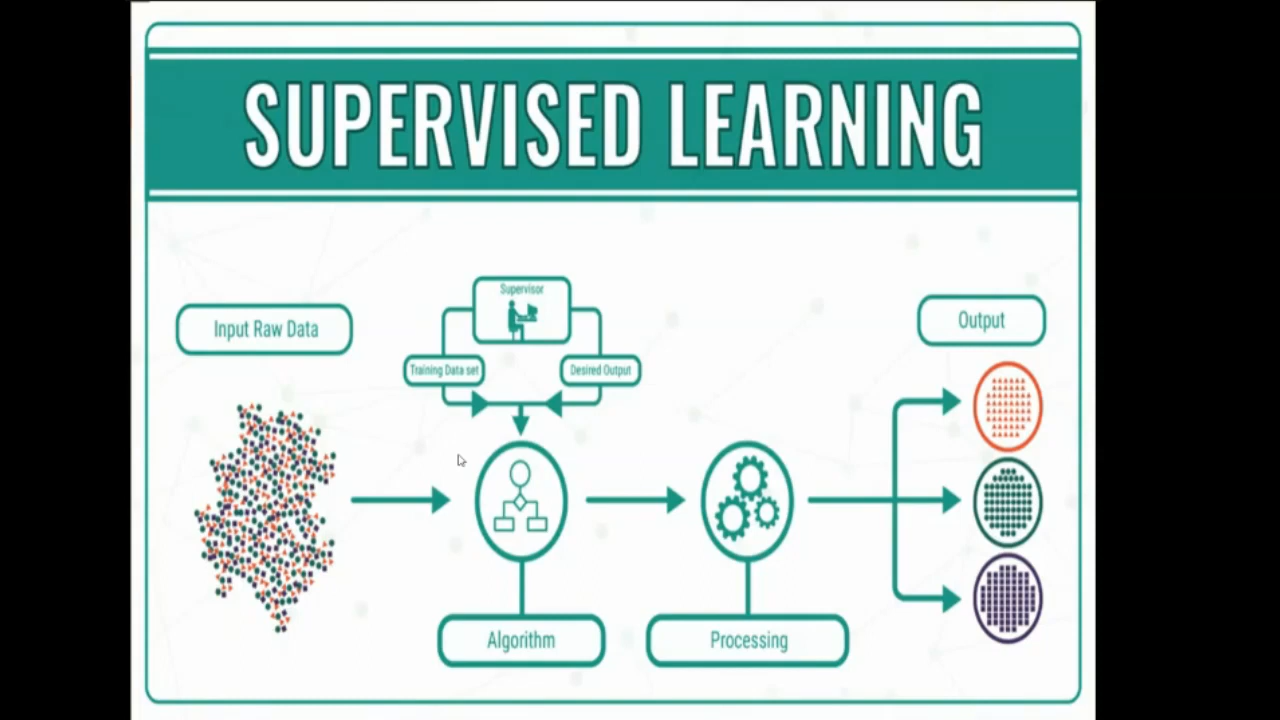 SUPERVISED LEARNING
Supervisor
Input Raw Data
Output
Training Data set
Desired Output
Algorithm
Processing